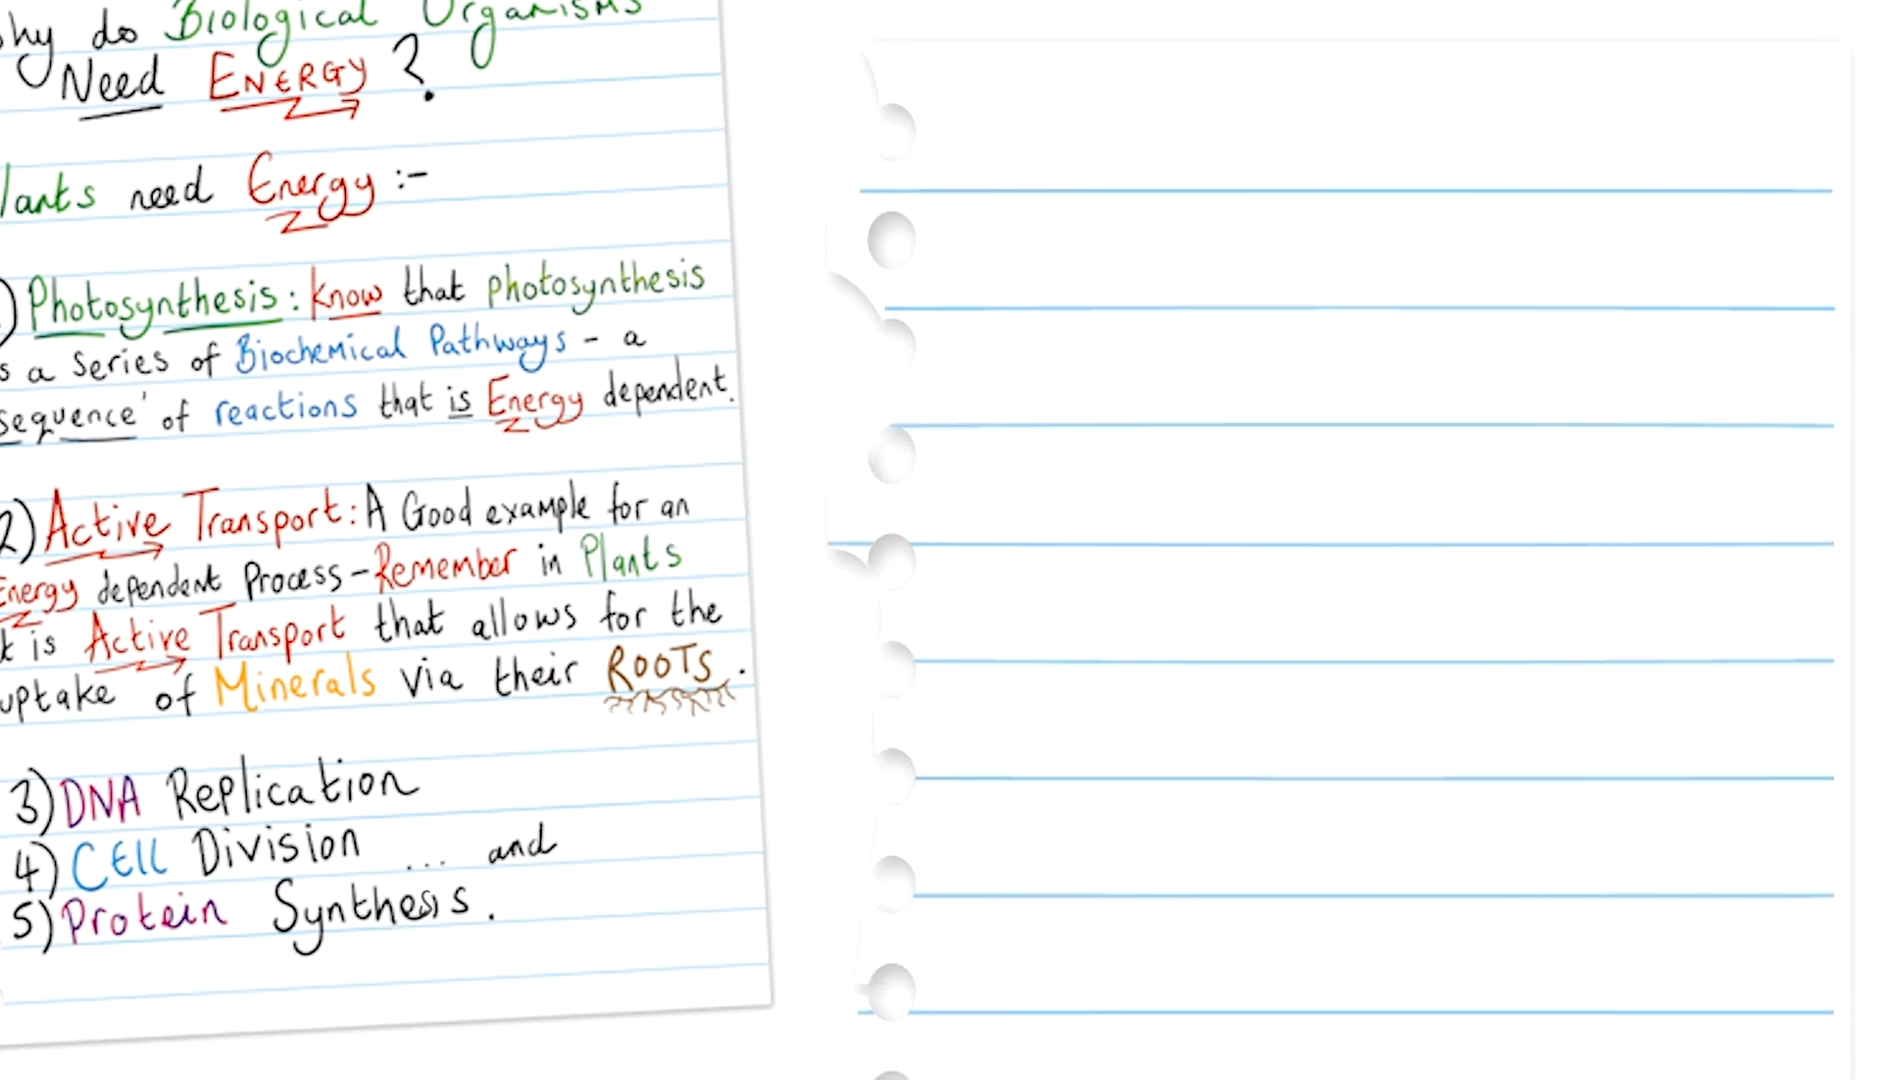 hy do Biological Organisms
Need ENERGY ?
lants need Energy :-
) Photosynthesis : know that photosynthesis
s a series of Biochemical Pathways - a
sequence' of reactions that is Energy dependent.
2) Active Transport : A Good example for an
Energy dependent Process - Remember in Plants
t is Active Transport that allows for the
uptake of Minerals via their ROOTS .
3) DNA Replication
4) CEll Division ... and
5) Protein Synthesis .